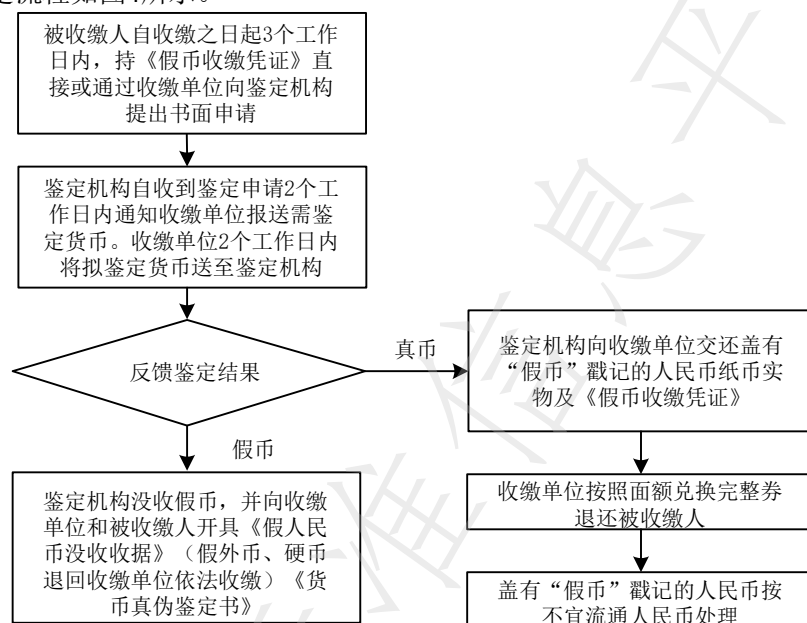 被收缴人自收缴之日起3个工作
日内，持《假币收缴凭证》直
接或通过收缴单位向鉴定机构
提出书面申请
鉴定机构自收到鉴定申请2个工
作日内通知收缴单位报送需鉴
定货币。收缴单位2个工作日内
将拟鉴定货币送至鉴定机构
反馈鉴定结果
真币
鉴定机构向收缴单位交还盖有
“假币”戳记的人民币纸币实
物及《假币收缴凭证》
假币
收缴单位按照面额兑换完整券
退还被收缴人
鉴定机构没收假币，并向收缴
单位和被收缴人开具《假人民
币没收收据》（假外币、硬币
退回收缴单位依法收缴）《货
币真伪鉴定书》
盖有“假币”戳记的人民币按
不宜流通人民币处理
准信息平